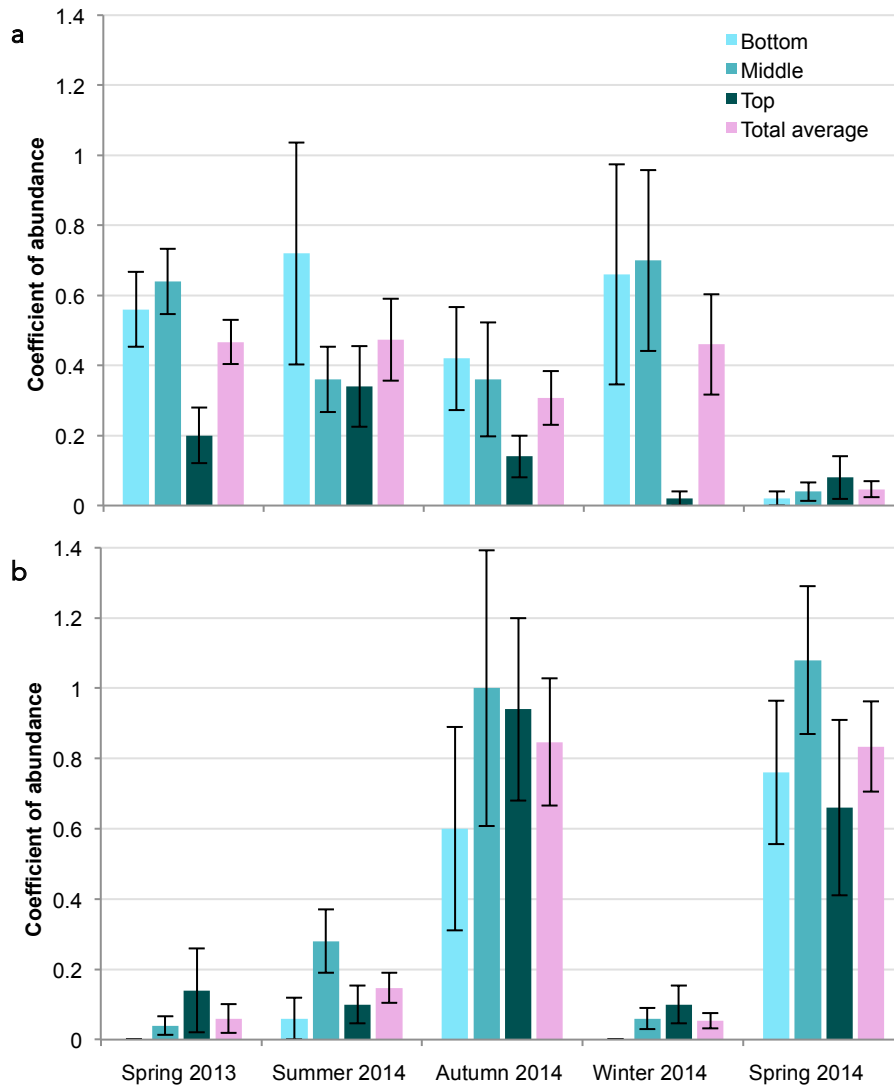 a
Coefficient of abundance
1.4
1.2
1
0.8
0.6
0.4
0.2
0
Bottom
Middle
Top
Total average
b
Coefficient of abundance
1.4
1.2
1
0.8
0.6
0.4
0.2
0
Spring 2013 Summer 2014 Autumn 2014 Winter 2014 Spring 2014